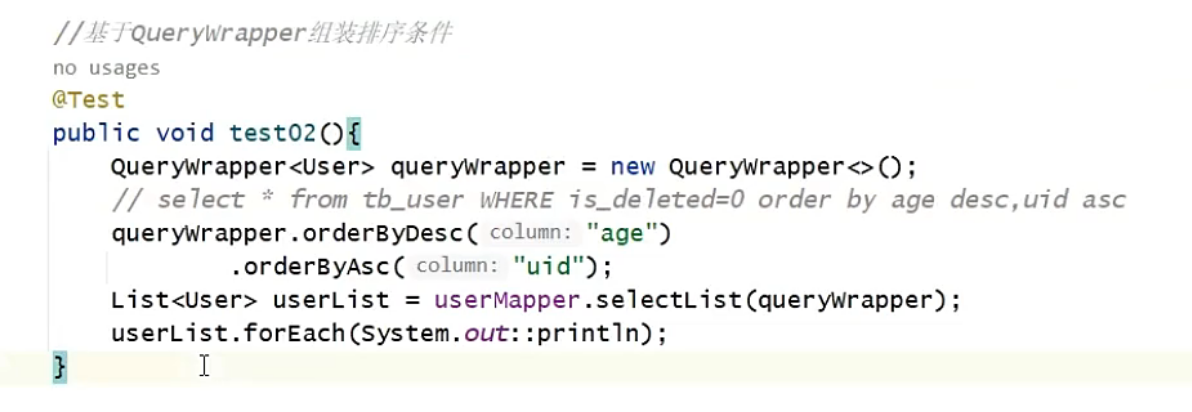 //基于QueryWrapper组装排序条件
no usages
@Test
public void test02(){
QueryWrapper<User> queryWrapper = new QueryWrapper<>();
// select * from tb_user WHERE is_deleted=0 order by age desc,uid asc
queryWrapper.orderByDesc( column: "age")
.orderByAsc( column: "uid");
List<User> userList = userMapper.selectList(queryWrapper);
userList.forEach(System.out::println);
}